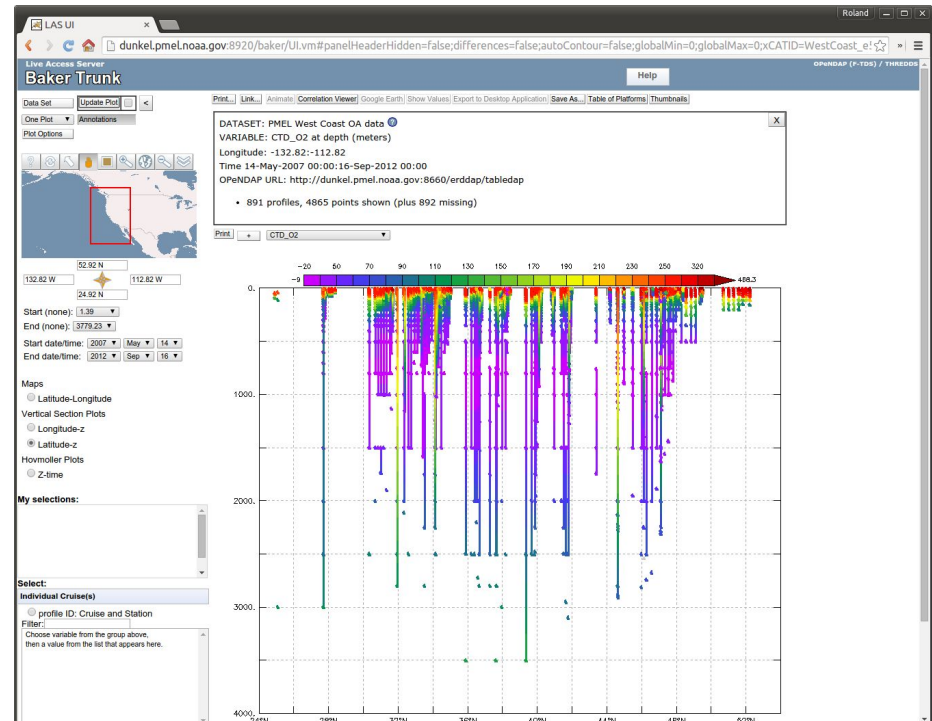 Roland
LAS UI
dunkel.pmel.noaa.gov:8920/baker/UI.vm#panelHeaderHidden=false;differences=false;autoContour=false;globalMin=0;globalMax=0;xCATID=WestCoast_e!
Live Access Server
OPeNDAP (F-TDS) / THREDDS
Baker Trunk
Help
Data Set Update Plot <
Print... Link... Animate Correlation Viewer Google Earth Show Values Export to Desktop Application Save As... Table of Platforms Thumbnails
One Plot Annotations
Plot Options
DATASET: PMEL West Coast OA data
X
VARIABLE: CTD_O2 at depth (meters)
Longitude: -132.82:-112.82
Time 14-May-2007 00:00:16-Sep-2012 00:00
OPeNDAP URL: http://dunkel.pmel.noaa.gov:8660/erddap/tabledap
• 891 profiles, 4865 points shown (plus 892 missing)
Print + CTD_O2
52.92 N
132.82 W 112.82 W
24.92 N
Start (none): 1.39
End (none): 3779.23
Start date/time: 2007 May 14
End date/time: 2012 Sep 16
Maps
Latitude-Longitude
Vertical Section Plots
Longitude-z
Latitude-z
Hovmoller Plots
Z-time
My selections:
Select:
Individual Cruise(s)
profile ID: Cruise and Station
Filter:
Choose variable from the group above,
then a value from the list that appears here.
-20 50 70 90 110 130 150 170 190 210 230 250 320
-9 486.3
0.
1000.
2000.
3000.
4000.
24°N 28°N 32°N 36°N 40°N 44°N 48°N 52°N